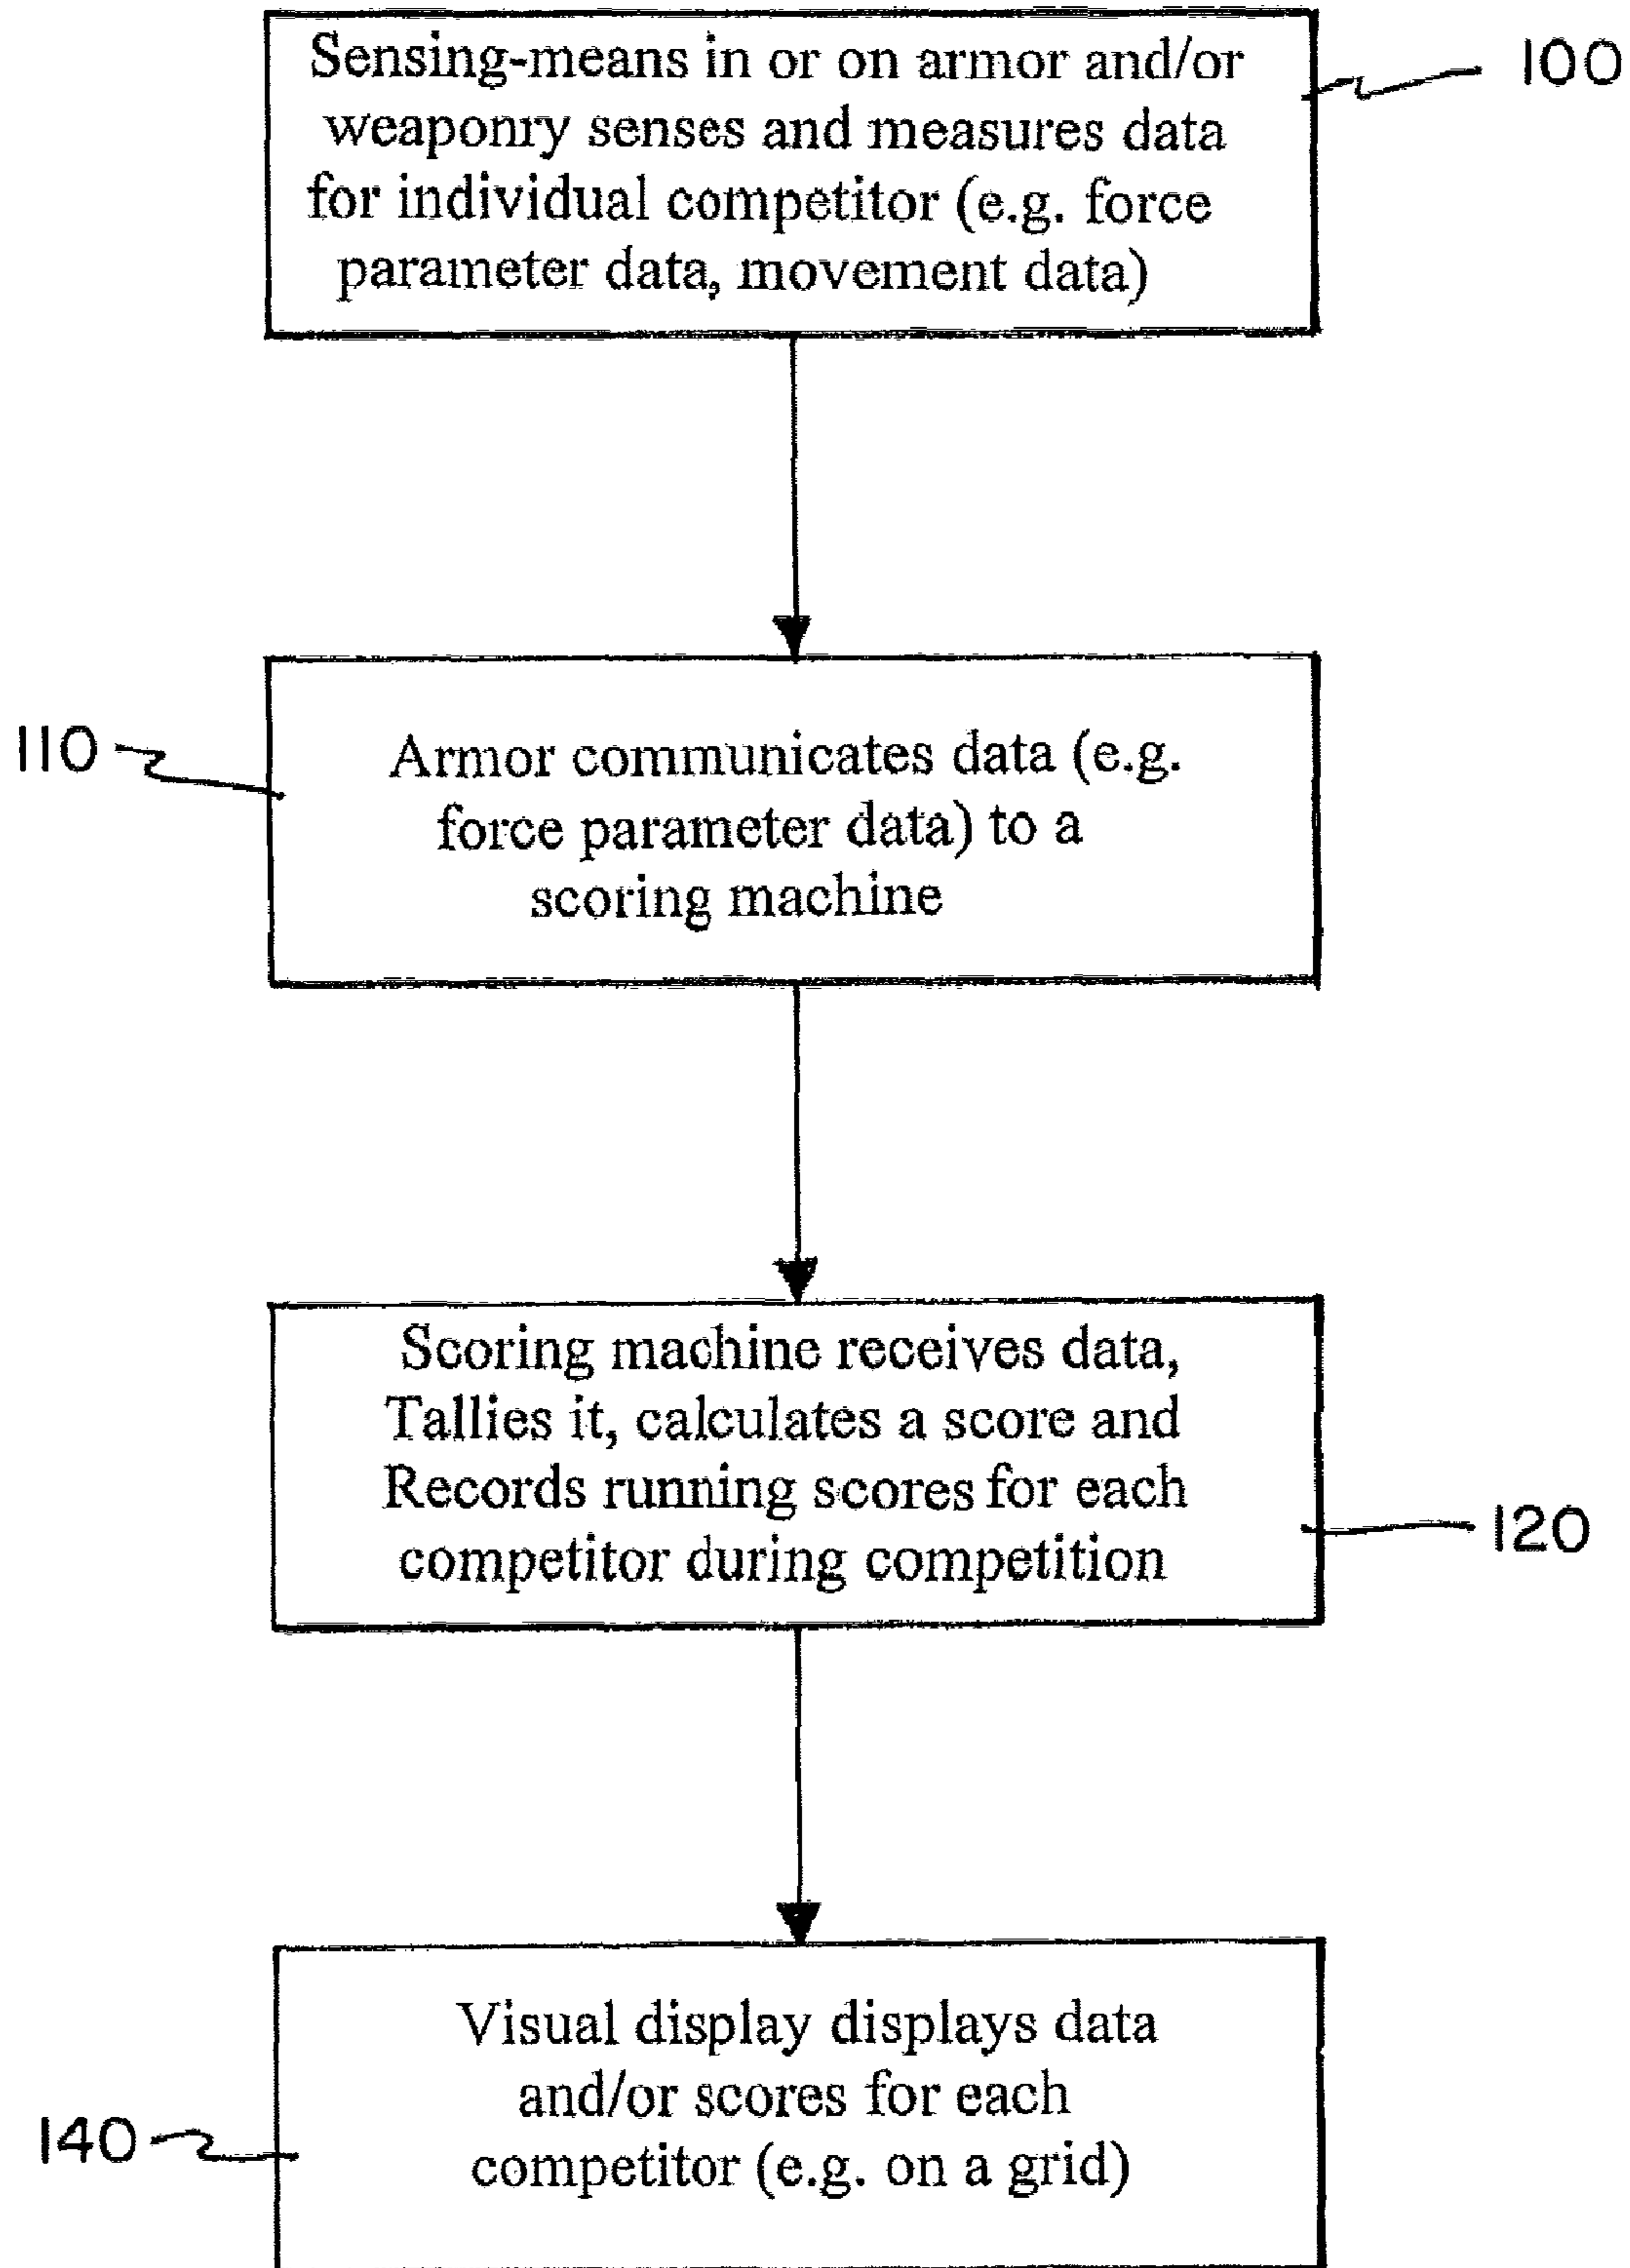 Sensing-means in or on armor and/or
100
weaponry senses and measures data
for individual competitor (e.g. force
parameter data, movement data)
110
Armor communicates data (e.g.
force parameter data) to a
scoring machine
Scoring machine receives data,
Tallies it, calculates a score and
Records running scores for each
competitor during competition
120
Visual display displays data
and/or scores for each
competitor (e.g. on a grid)
140